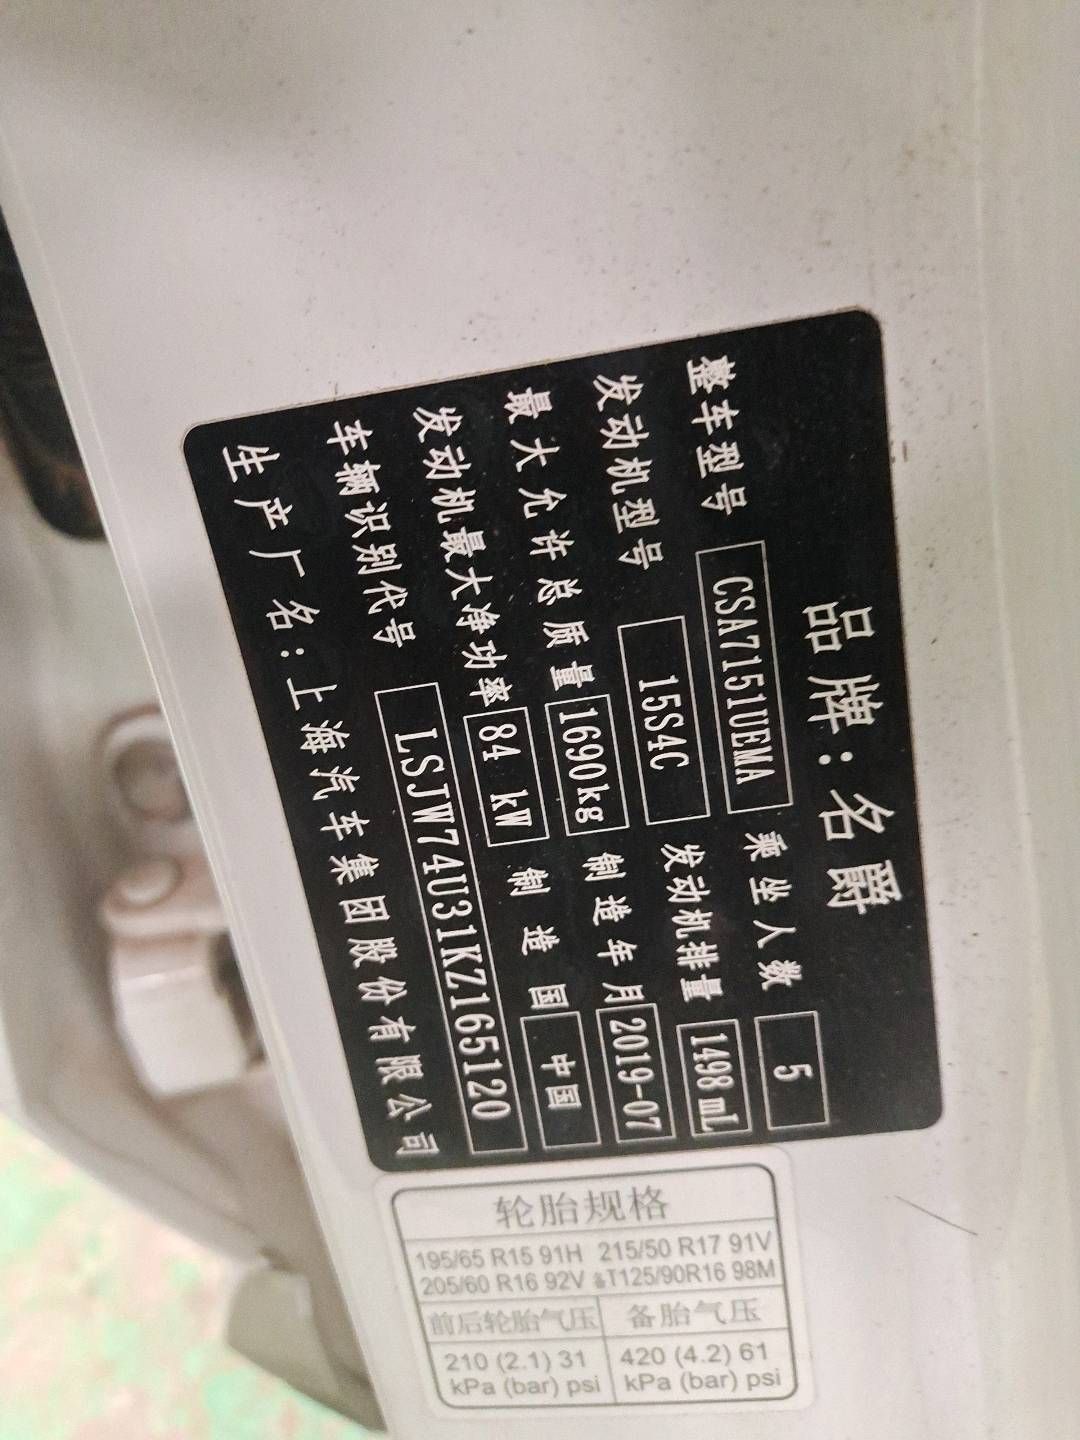 品牌：名爵
整车型号 CSA7151UEMA 乘坐人数 5
发动机型号 15S4C 发动机排量 1498mL
最大允许总质量 1690kg 制造年月 2019-07
发动机最大净功率 84 kW 制造国 中国
车辆识别代号 LSJW74U31KZ165120
生产厂名：上海汽车集团股份有限公司
轮胎规格
195/65 R15 91H 215/50 R17 91V
205/60 R16 92V &T125/90R16 98M
前后轮胎气压 备胎气压
210 (2.1) 31 420 (4.2) 61
kPa (bar) psi kPa (bar) psi